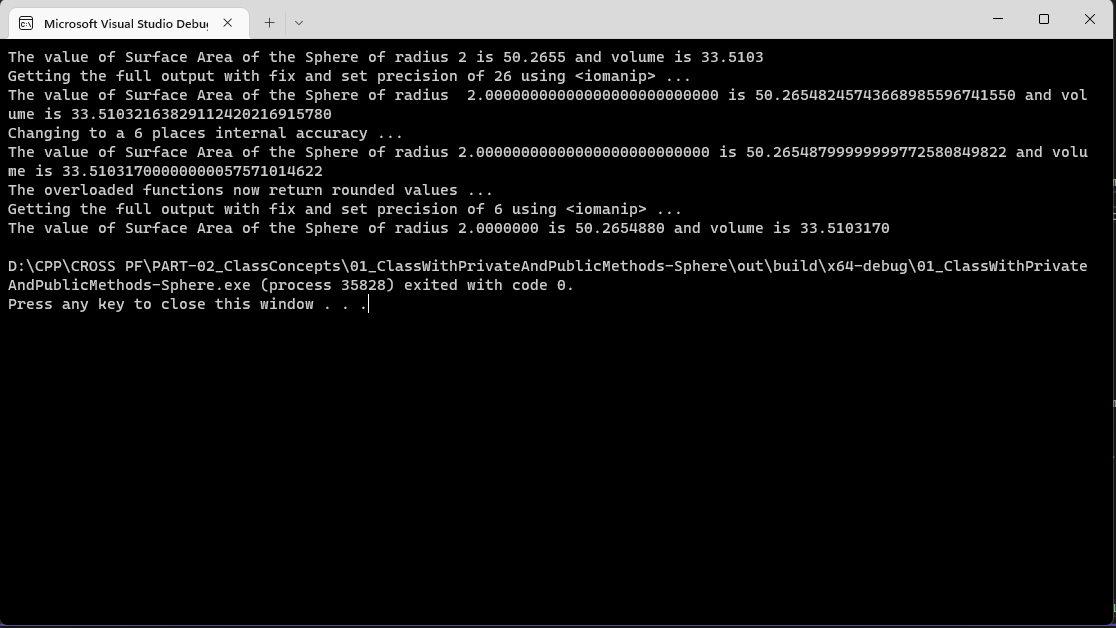 Microsoft Visual Studio Debu
The value of Surface Area of the Sphere of radius 2 is 50.2655 and volume is 33.5103
Getting the full output with fix and set precision of 26 using <iomanip> ...
The value of Surface Area of the Sphere of radius  2.00000000000000000000000000 is 50.26548245743668985596741550 and vol
ume is 33.51032163829112420216915780
Changing to a 6 places internal accuracy ...
The value of Surface Area of the Sphere of radius 2.00000000000000000000000000 is 50.26548799999999772580849822 and volu
me is 33.51031700000000057571014622
The overloaded functions now return rounded values ...
Getting the full output with fix and set precision of 6 using <iomanip> ...
The value of Surface Area of the Sphere of radius 2.0000000 is 50.2654880 and volume is 33.5103170
D:\CPP\CROSS PF\PART-02_ClassConcepts\01_ClassWithPrivateAndPublicMethods-Sphere\out\build\x64-debug\01_ClassWithPrivate
AndPublicMethods-Sphere.exe (process 35828) exited with code 0.
Press any key to close this window . . .